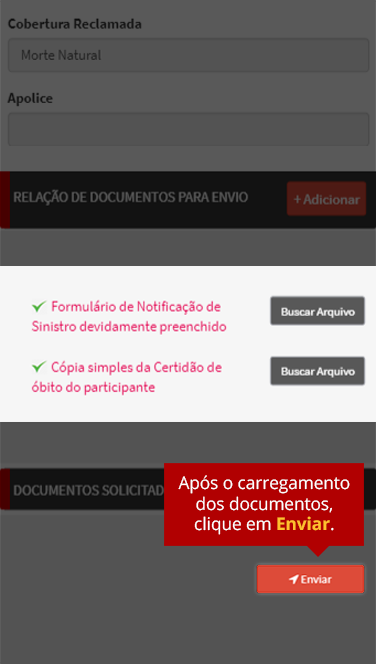 Cobertura Reclamada
Morte Natural
Apolice
RELAÇÃO DE DOCUMENTOS PARA ENVIO
+ Adicionar
Formulário de Notificação de
Sinistro devidamente preenchido
Buscar Arquivo
Cópia simples da Certidão de
óbito do participante
Buscar Arquivo
DOCUMENTOS SOLICITAD
Após o carregamento
dos documentos,
clique em Enviar.
Enviar